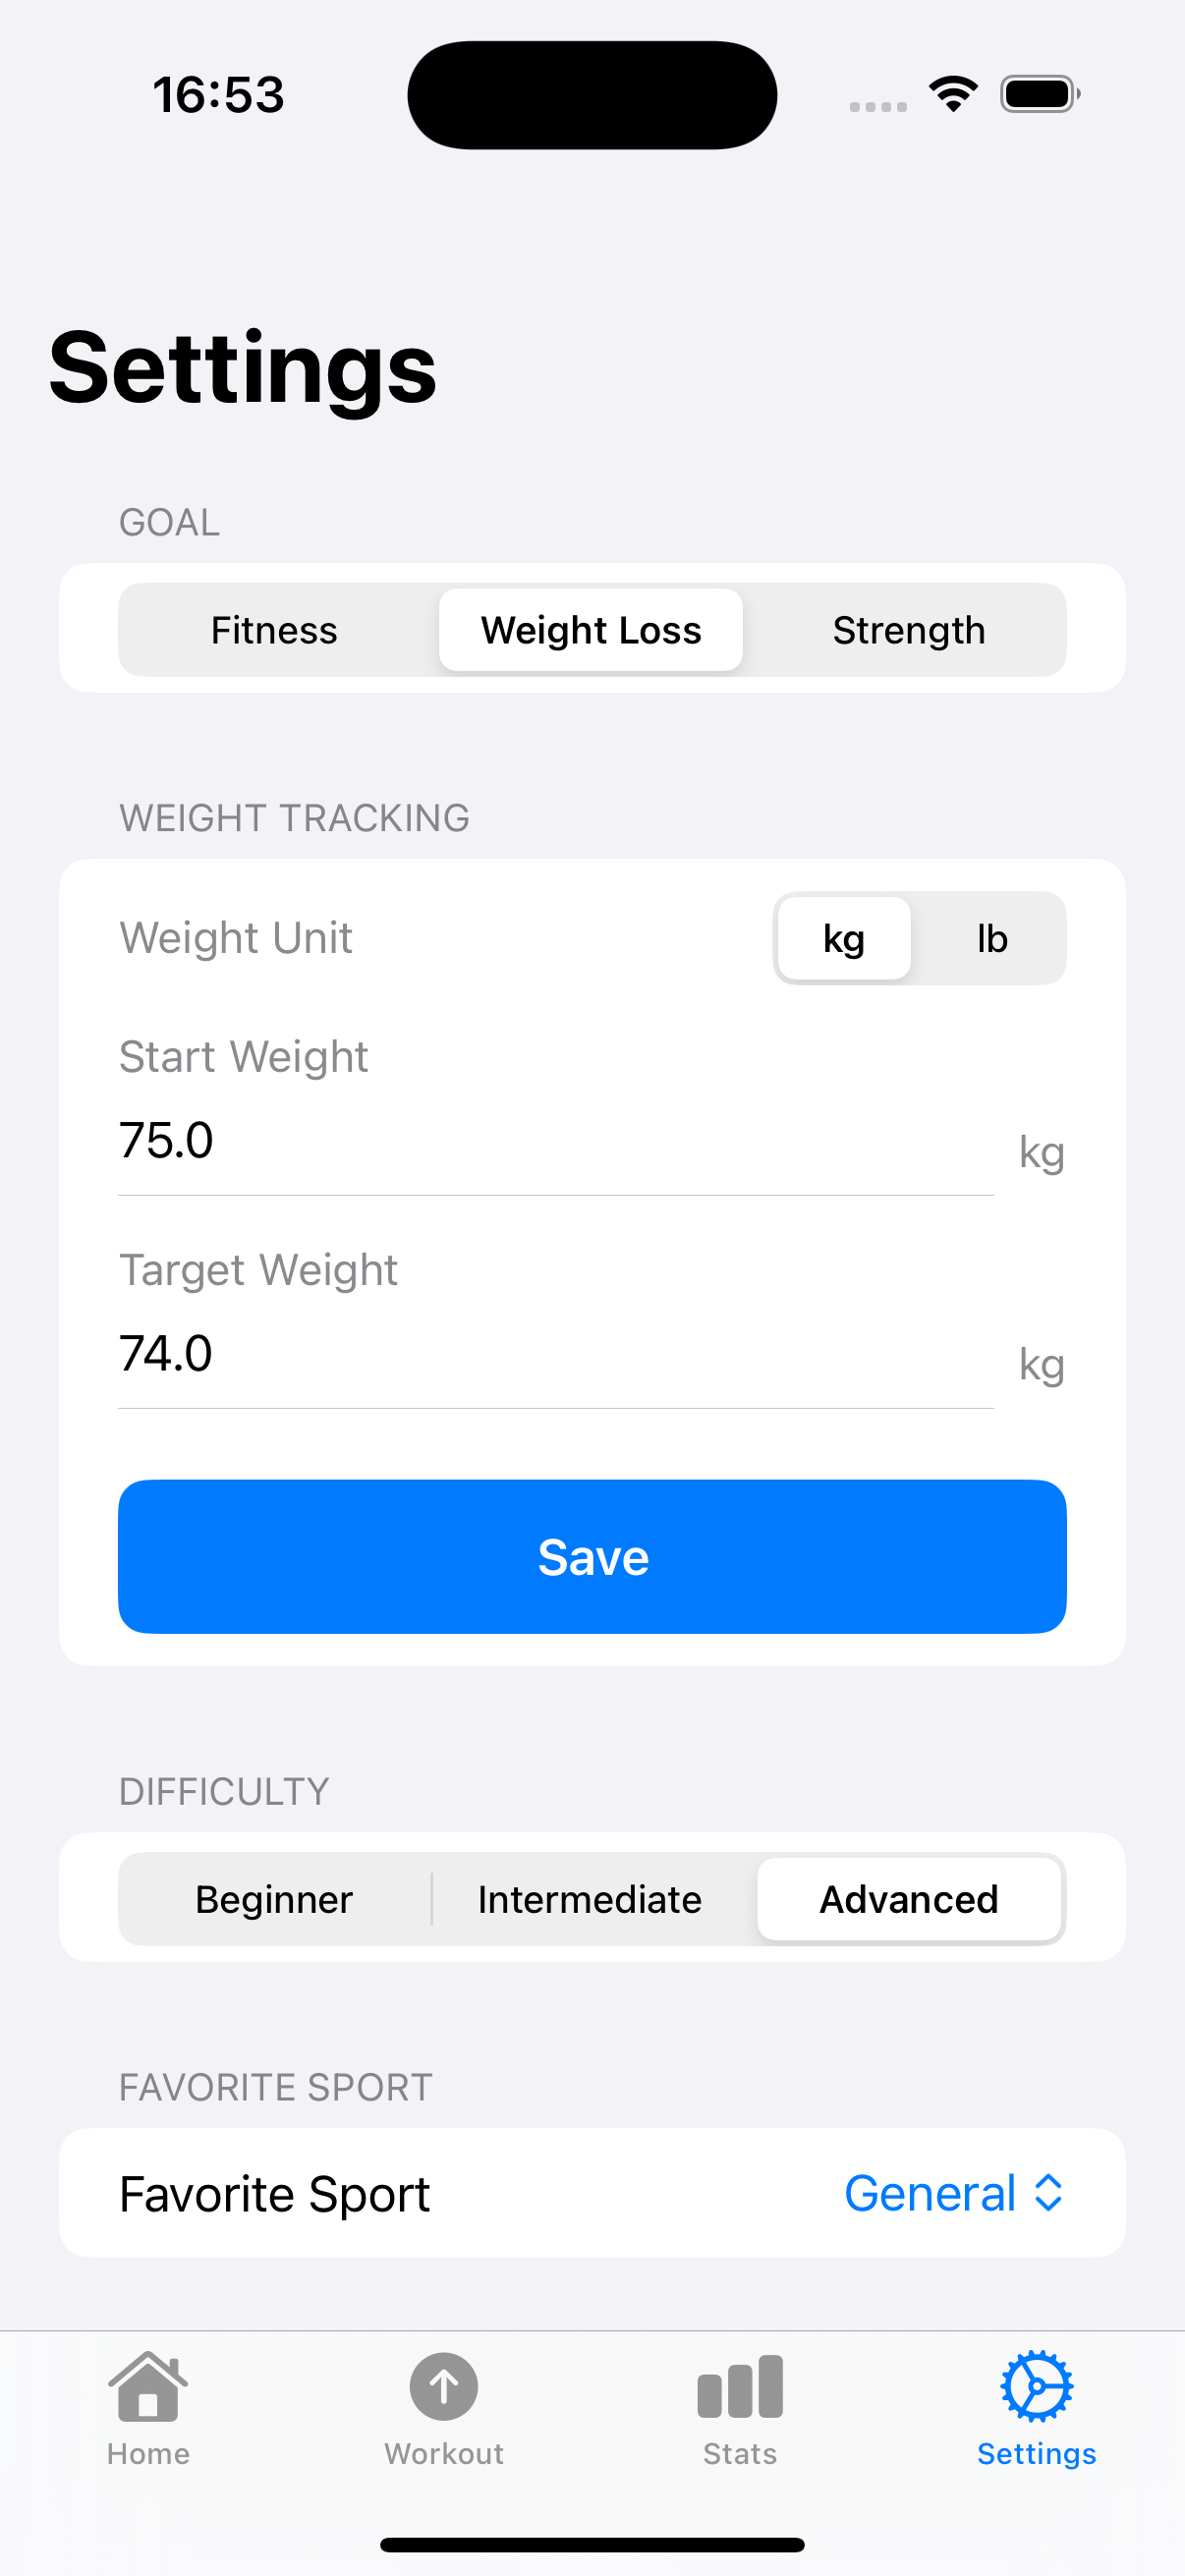 16:53
Settings
GOAL
Fitness Weight Loss Strength
WEIGHT TRACKING
Weight Unit kg lb
Start Weight
75.0 kg
Target Weight
74.0 kg
Save
DIFFICULTY
Beginner Intermediate Advanced
FAVORITE SPORT
Favorite Sport General
Home Workout Stats Settings